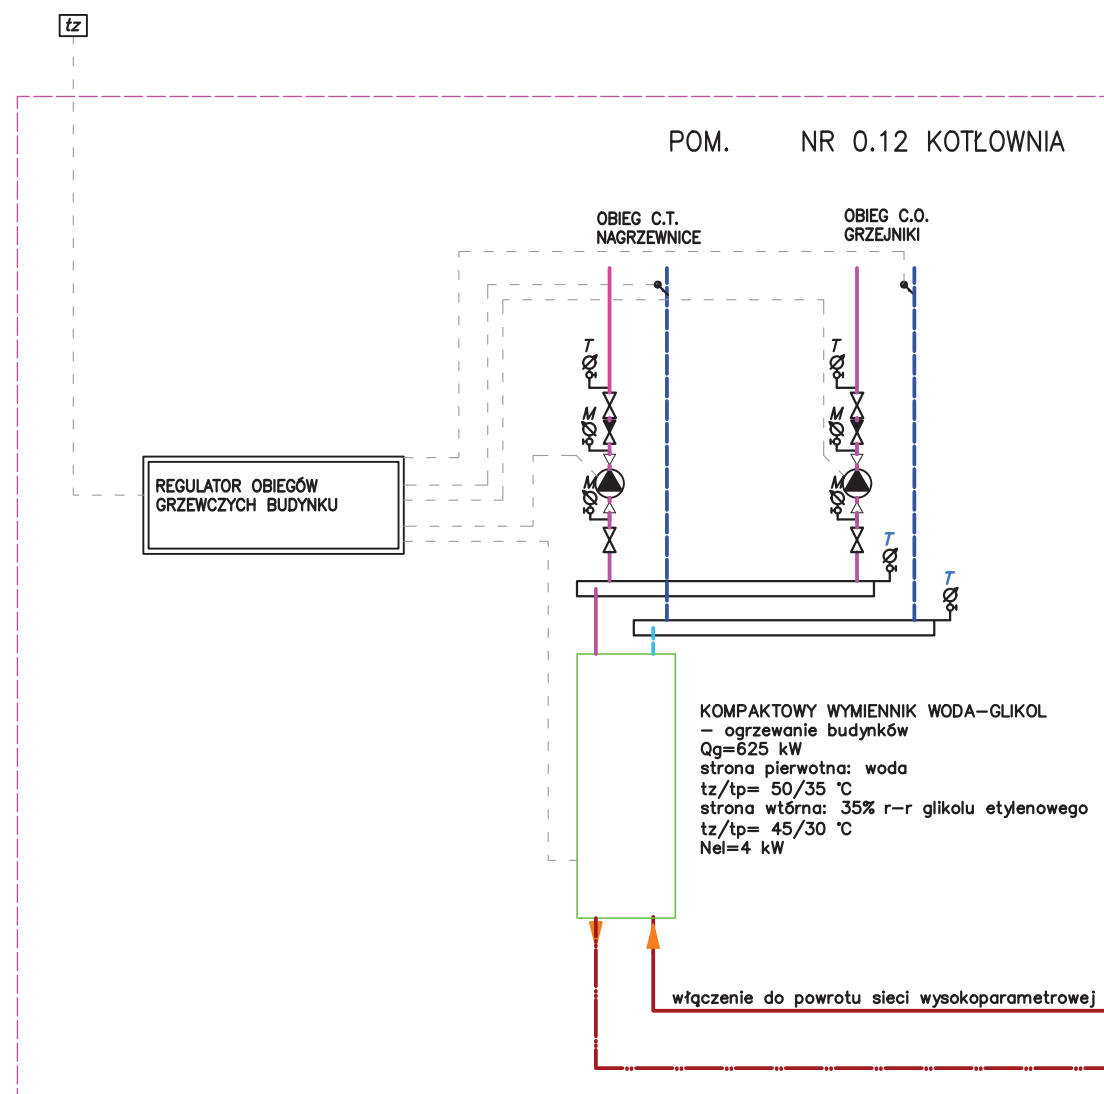 tz
POM. NR 0.12 KOTŁOWNIA
OBIEG C.T.
NAGRZEWNICE
OBIEG C.O.
GRZEJNIKI
T
T
M
M
REGULATOR OBIEGÓW
GRZEWCZYCH BUDYNKU
M
M
T
T
KOMPAKTOWY WYMIENNIK WODA-GLIKOL
- ogrzewanie budynków
Qg=625 kW
strona pierwotna: woda
tz/tp= 50/35 °C
strona wtórna: 35% r-r glikolu etylenowego
tz/tp= 45/30 °C
Nel=4 kW
włączenie do powrotu sieci wysokoparametrowej